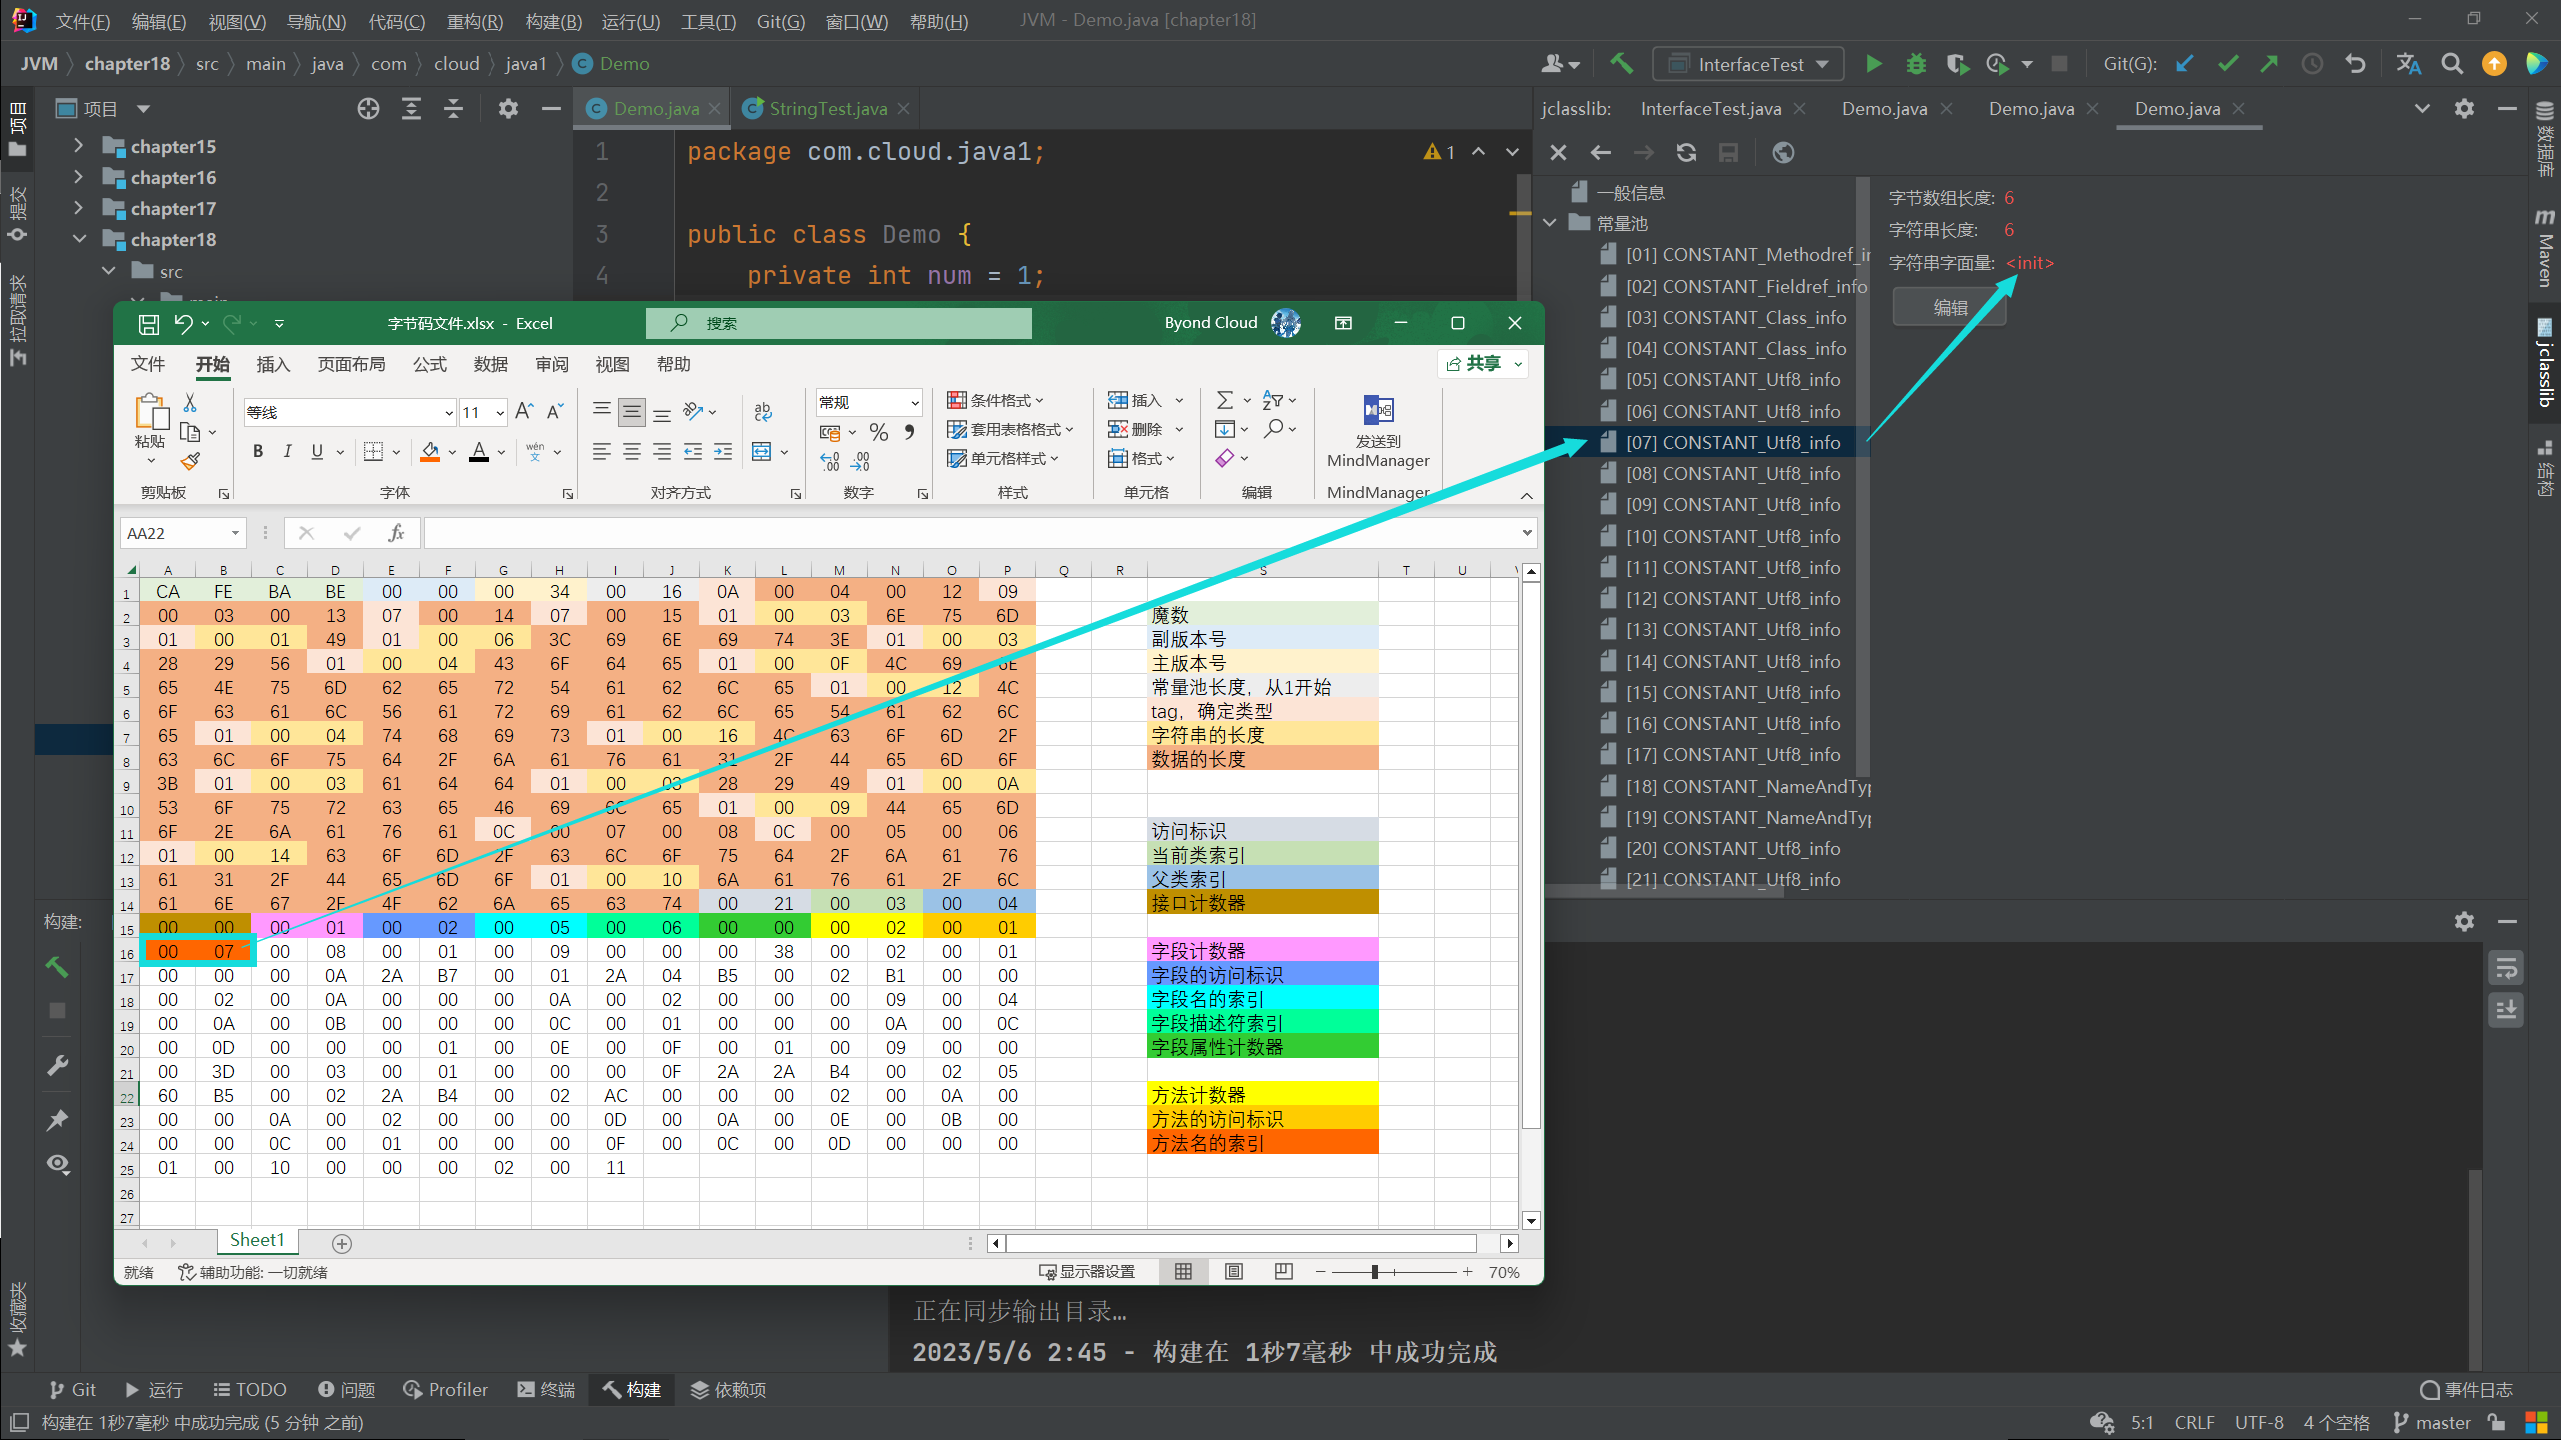 文件(F) 编辑(E) 视图(V) 导航(N) 代码(C) 重构(R) 构建(B) 运行(U) 工具(T) Git(G) 窗口(W) 帮助(H) JVM - Demo.java [chapter18]
JVM chapter18 src main java com cloud java1 Demo InterfaceTest Git(G):
项目 Demo.java StringTest.java jclasslib: InterfaceTest.java Demo.java Demo.java Demo.java
项目
提交
拉取请求
收藏夹
chapter15
chapter16
chapter17
chapter18
src
1 package com.cloud.java1;
2
3 public class Demo {
4 private int num = 1;
1
一般信息
常量池
[01] CONSTANT_Methodref_in
[02] CONSTANT_Fieldref_info
[03] CONSTANT_Class_info
[04] CONSTANT_Class_info
[05] CONSTANT_Utf8_info
[06] CONSTANT_Utf8_info
[07] CONSTANT_Utf8_info
[08] CONSTANT_Utf8_info
[09] CONSTANT_Utf8_info
[10] CONSTANT_Utf8_info
[11] CONSTANT_Utf8_info
[12] CONSTANT_Utf8_info
[13] CONSTANT_Utf8_info
[14] CONSTANT_Utf8_info
[15] CONSTANT_Utf8_info
[16] CONSTANT_Utf8_info
[17] CONSTANT_Utf8_info
[18] CONSTANT_NameAndTyp
[19] CONSTANT_NameAndTyp
[20] CONSTANT_Utf8_info
[21] CONSTANT_Utf8_info
字节数组长度: 6
字符串长度: 6
字符串字面量: <init>
编辑
数据库
Maven
jclasslib
结构
字节码文件.xlsx - Excel 搜索 Byond Cloud
文件 开始 插入 页面布局 公式 数据 审阅 视图 帮助 共享
粘贴 等线 11 常规 条件格式 插入
套用表格格式 删除 发送到
单元格样式 格式 MindManager
剪贴板 字体 对齐方式 数字 样式 单元格 编辑 MindManager
AA22 fx
A B C D E F G H I J K L M N O P Q R S T U
1 CA FE BA BE 00 00 00 34 00 16 0A 00 04 00 12 09
2 00 03 00 13 07 00 14 07 00 15 01 00 03 6E 75 6D 魔数
3 01 00 01 49 01 00 06 3C 69 6E 69 74 3E 01 00 03 副版本号
4 28 29 56 01 00 04 43 6F 64 65 01 00 0F 4C 69 6E 主版本号
5 65 4E 75 6D 62 65 72 54 61 62 6C 65 01 00 12 4C 常量池长度，从1开始
6 6F 63 61 6C 56 61 72 69 61 62 6C 65 54 61 62 6C tag，确定类型
7 65 01 00 04 74 68 69 73 01 00 16 4C 63 6F 6D 2F 字符串的长度
8 63 6C 6F 75 64 2F 6A 61 76 61 31 2F 44 65 6D 6F 数据的长度
9 3B 01 00 03 61 64 64 01 00 03 28 29 49 01 00 0A
10 53 6F 75 72 63 65 46 69 6C 65 01 00 09 44 65 6D
11 6F 2E 6A 61 76 61 0C 00 07 00 08 0C 00 05 00 06 访问标识
12 01 00 14 63 6F 6D 2F 63 6C 6F 75 64 2F 6A 61 76 当前类索引
13 61 31 2F 44 65 6D 6F 01 00 10 6A 61 76 61 2F 6C 父类索引
14 61 6E 67 2F 4F 62 6A 65 63 74 00 21 00 03 00 04 接口计数器
15 00 00 00 01 00 02 00 05 00 06 00 00 00 02 00 01
16 00 07 00 08 00 01 00 09 00 00 00 38 00 02 00 01 字段计数器
17 00 00 00 0A 2A B7 00 01 2A 04 B5 00 02 B1 00 00 字段的访问标识
18 00 02 00 0A 00 00 00 0A 00 02 00 00 00 09 00 04 字段名的索引
19 00 0A 00 0B 00 00 00 0C 00 01 00 00 00 0A 00 0C 字段描述符索引
20 00 0D 00 00 00 01 00 0E 00 0F 00 01 00 09 00 00 字段属性计数器
21 00 3D 00 03 00 01 00 00 00 0F 2A 2A B4 00 02 05
22 60 B5 00 02 2A B4 00 02 AC 00 00 00 02 00 0A 00 方法计数器
23 00 00 0A 00 02 00 00 00 0D 00 0A 00 0E 00 0B 00 方法的访问标识
24 00 00 0C 00 01 00 00 00 0F 00 0C 00 0D 00 00 00 方法名的索引
25 01 00 10 00 00 00 02 00 11
26
27
Sheet1
就绪 辅助功能: 一切就绪 显示器设置 70%
构建:
正在同步输出目录…
2023/5/6 2:45 - 构建在 1秒7毫秒 中成功完成
Git 运行 TODO 问题 Profiler 终端 构建 依赖项 事件日志
构建在 1秒7毫秒 中成功完成 (5 分钟 之前) 5:1 CRLF UTF-8 4 个空格 master